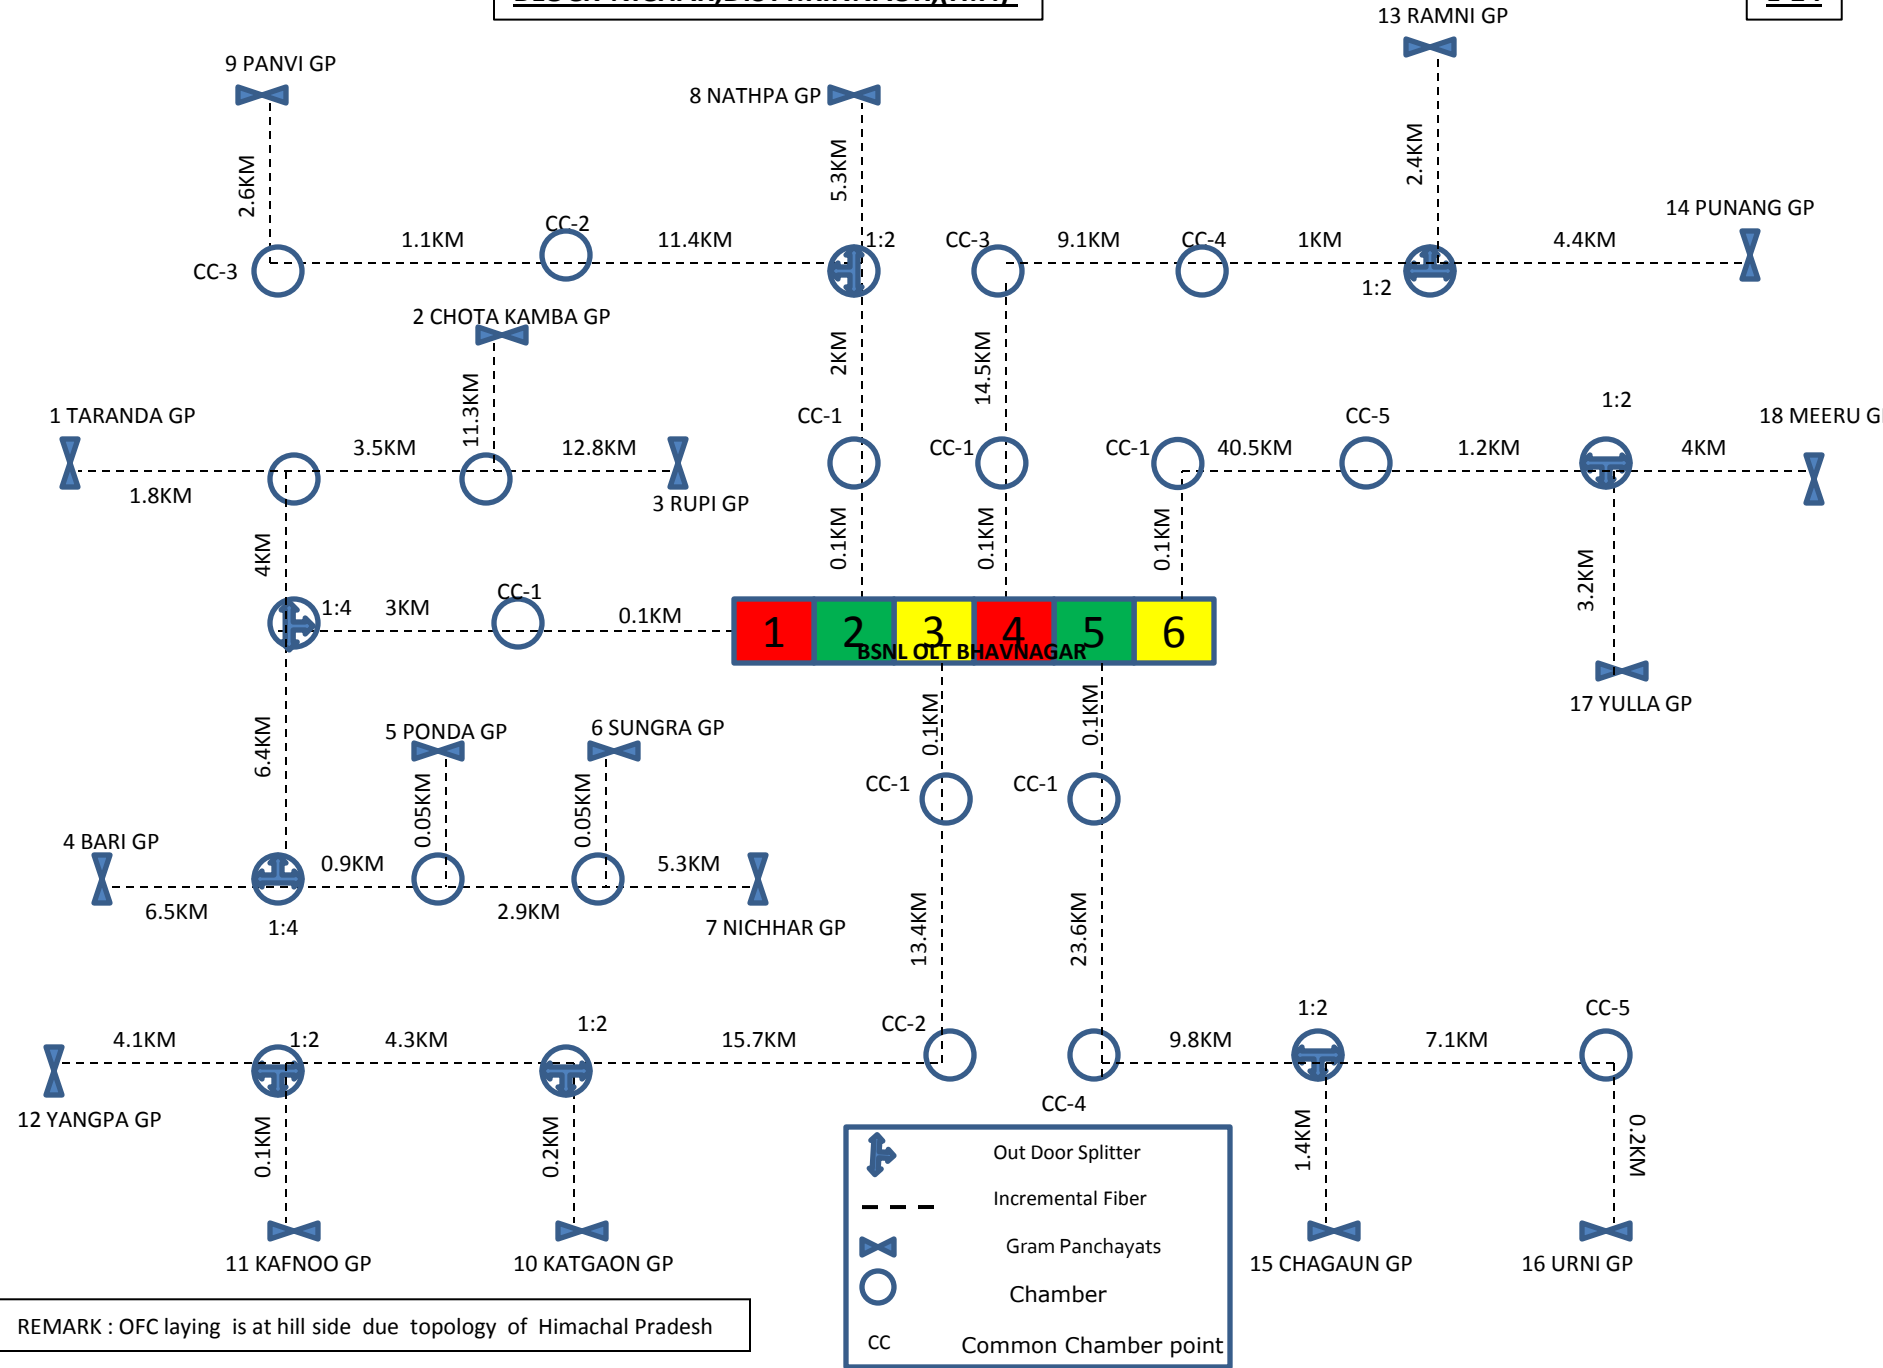 13 RAMNI GP
9 PANVI GP
8 NATHPA GP
2.6KM
5.3KM
2.4KM
14 PUNANG GP
CC-3
1.1KM
CC-2
11.4KM
1:2
CC-3
9.1KM
CC-4
1KM
1:2
4.4KM
2 CHOTA KAMBA GP
11.3KM
2KM
14.5KM
1 TARANDA GP
1.8KM
3.5KM
12.8KM
3 RUPI GP
CC-1
CC-1
CC-1
40.5KM
CC-5
1.2KM
1:2
4KM
18 MEERU G
4KM
0.1KM
0.1KM
0.1KM
3.2KM
17 YULLA GP
1:4
3KM
CC-1
0.1KM
1 2 3 4 5 6
BSNL OLT BHAVNAGAR
6.4KM
5 PONDA GP
6 SUNGRA GP
0.05KM
0.05KM
0.1KM
0.1KM
CC-1
CC-1
4 BARI GP
6.5KM
1:4
0.9KM
2.9KM
5.3KM
7 NICHHAR GP
13.4KM
23.6KM
4.1KM
1:2
4.3KM
1:2
15.7KM
CC-2
CC-4
9.8KM
1:2
7.1KM
CC-5
12 YANGPA GP
0.1KM
0.2KM
1.4KM
0.2KM
11 KAFNOO GP
10 KATGAON GP
15 CHAGAUN GP
16 URNI GP
Out Door Splitter
Incremental Fiber
Gram Panchayats
Chamber
CC Common Chamber point
REMARK : OFC laying is at hill side due topology of Himachal Pradesh